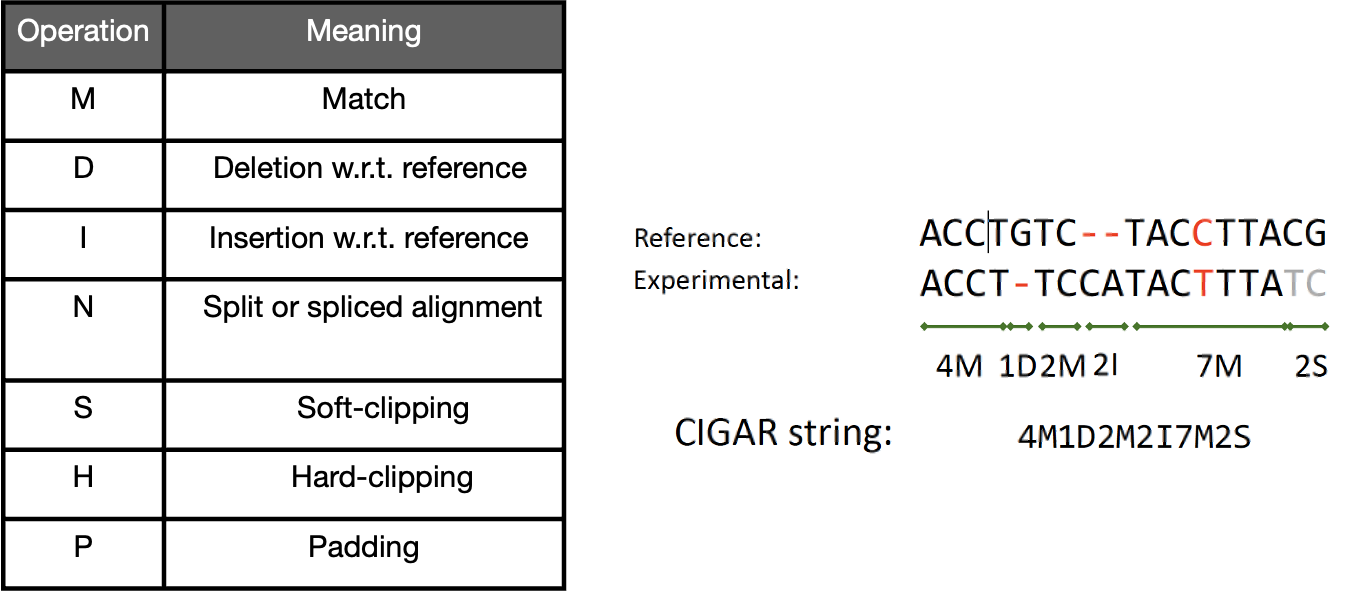 Operation Meaning
M Match
D Deletion w.r.t. reference
I Insertion w.r.t. reference
N Split or spliced alignment
S Soft-clipping
H Hard-clipping
P Padding
Reference: ACCTGTC--TACCTTACG
Experimental: ACCT-TCCATACTTTATC
4M 1D 2M 2I 7M 2S
CIGAR string: 4M1D2M2I7M2S